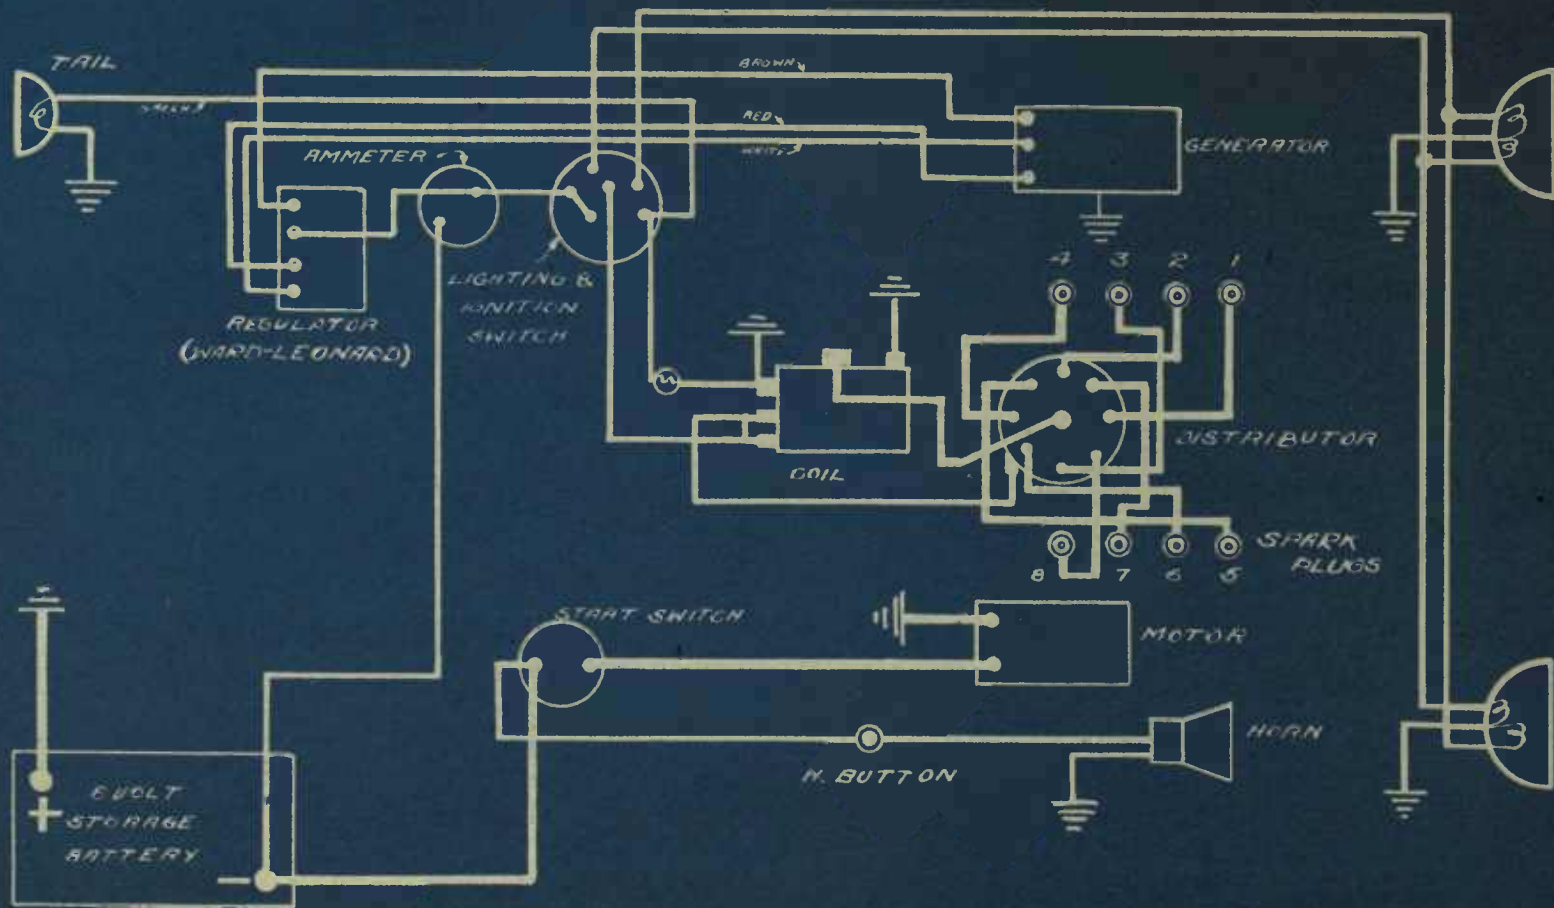 TAIL
BROWN
RED
WHITE
AMMETER
GENERATOR
REGULATOR
(WARD-LEONARD)
LIGHTING &
IGNITION
SWITCH
4 3 2 1
DISTRIBUTOR
COIL
SPARK
PLUGS
8 7 6 5
START SWITCH
MOTOR
HORN
H. BUTTON
6 VOLT
+ STORAGE
BATTERY
−